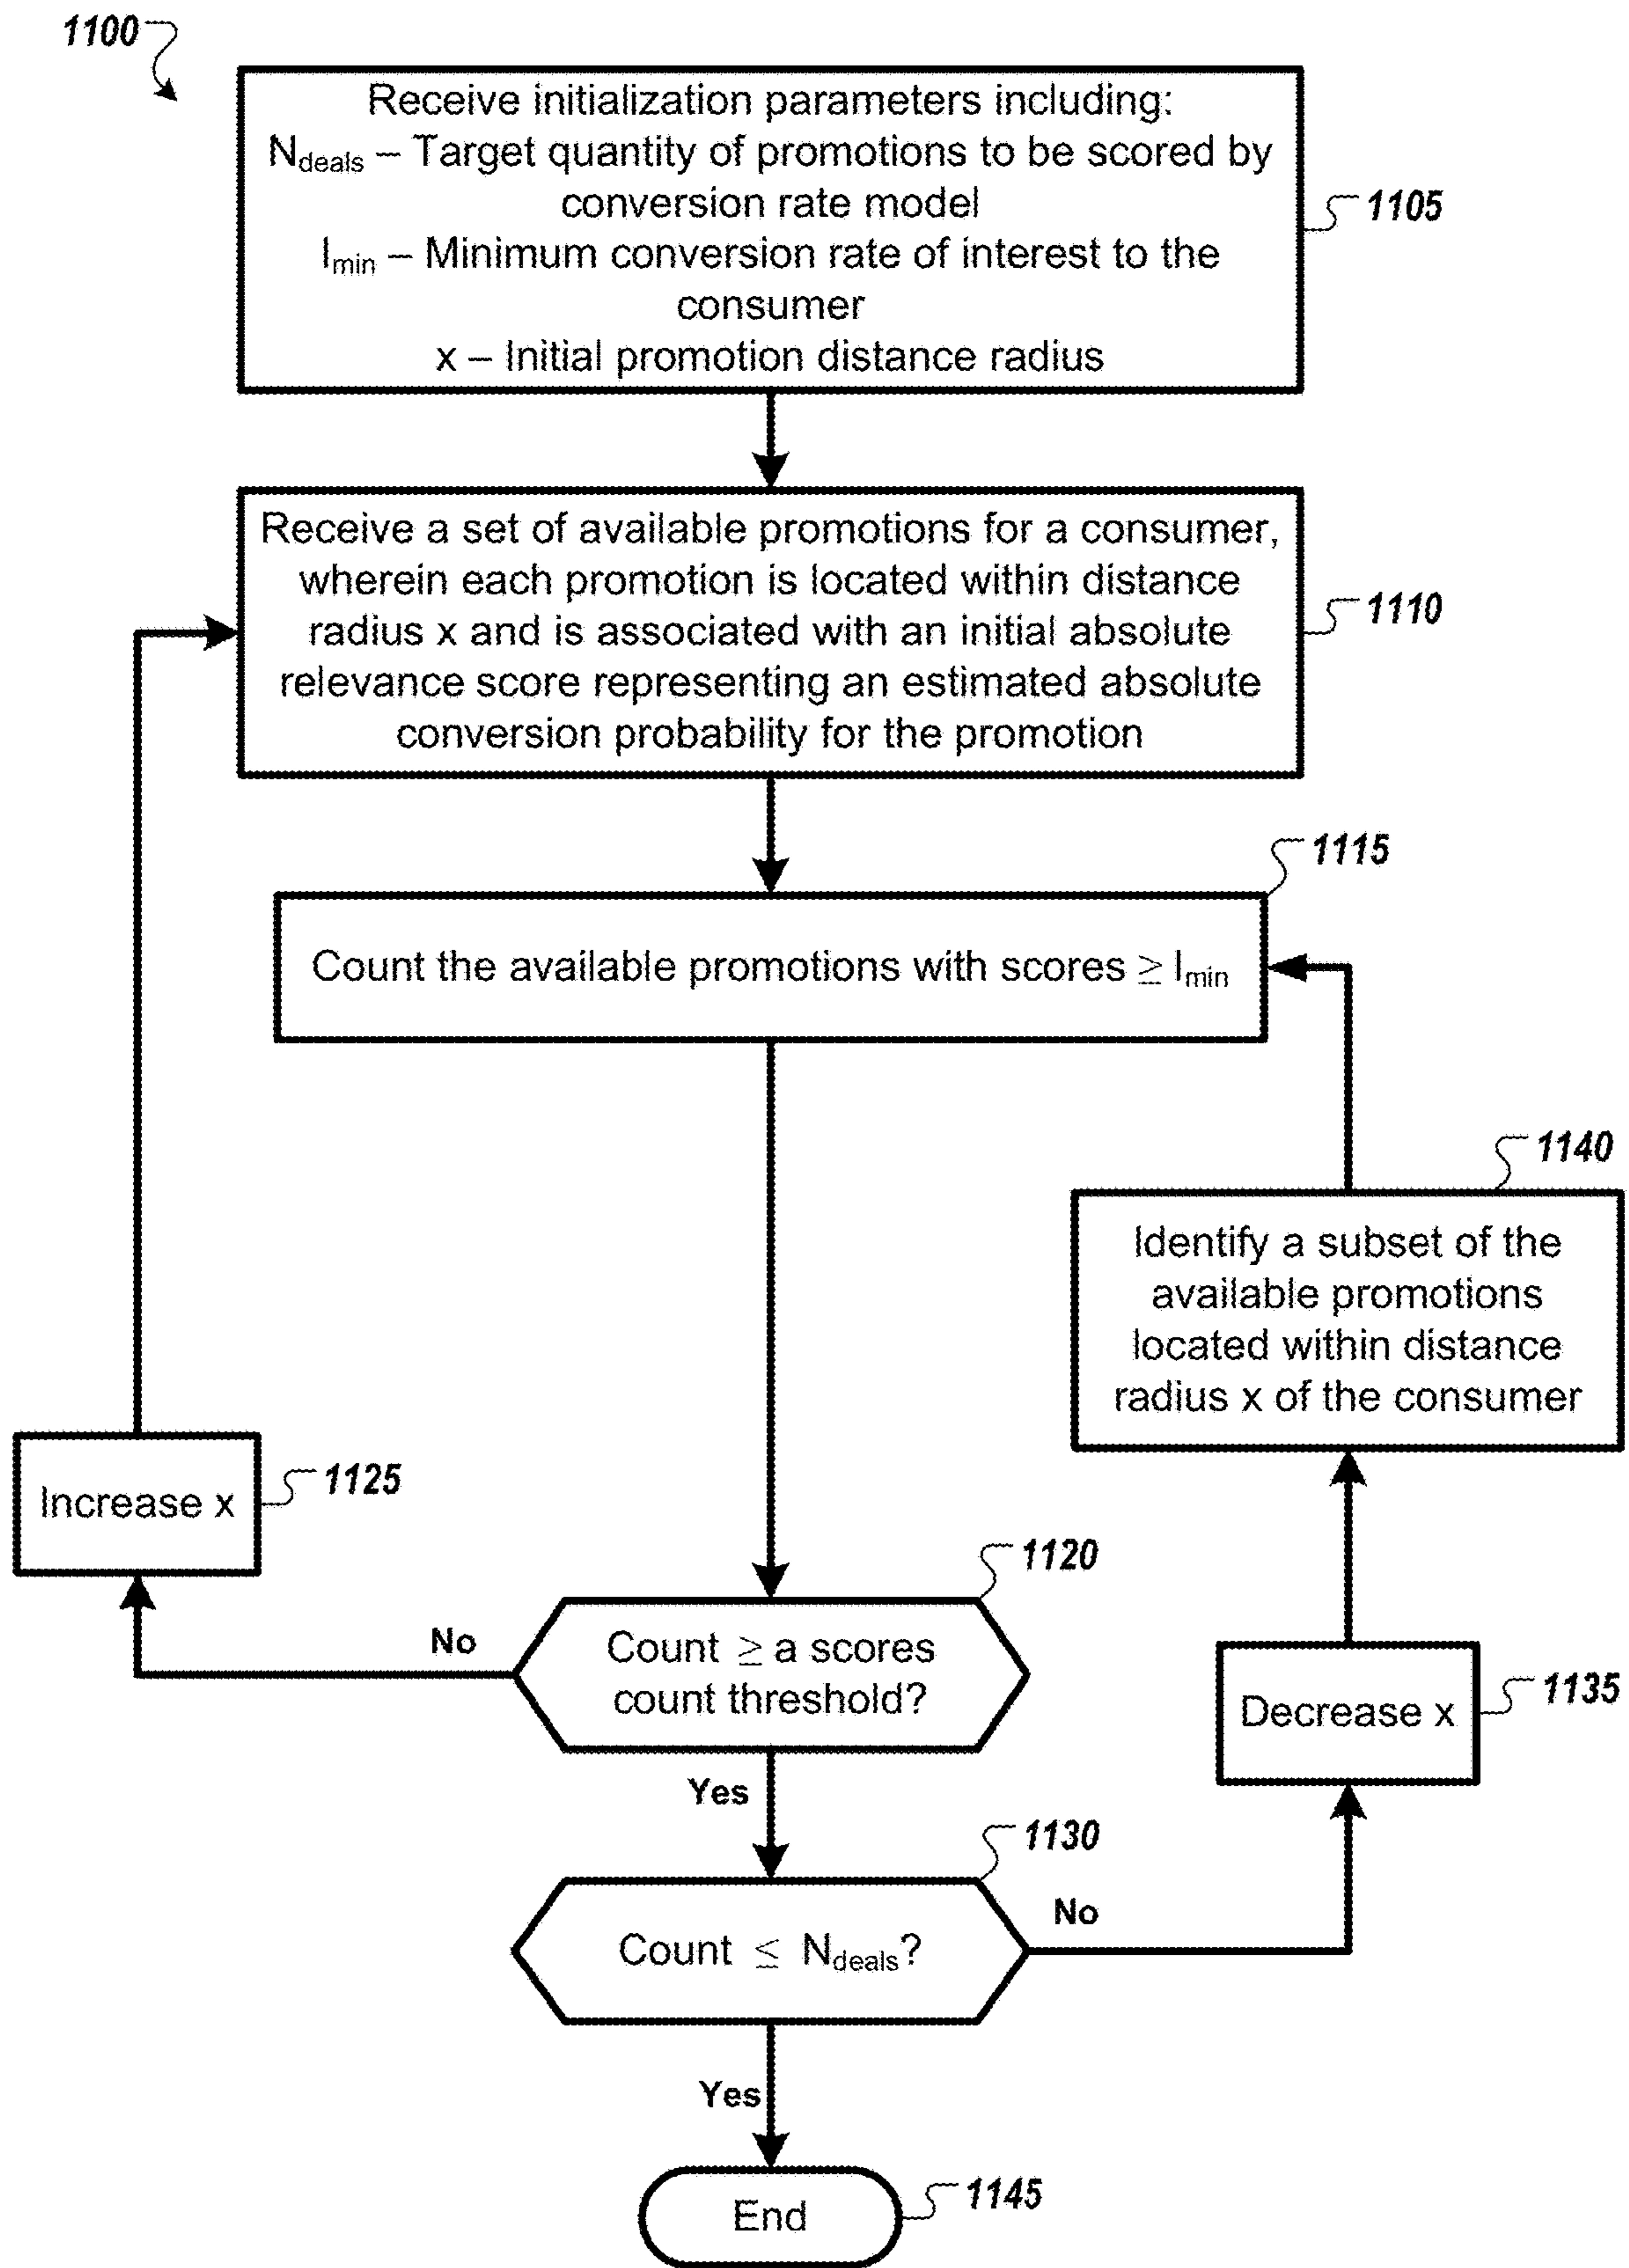 1100
Receive initialization parameters including:
N_deals – Target quantity of promotions to be scored by
conversion rate model
I_min – Minimum conversion rate of interest to the
consumer
x – Initial promotion distance radius
1105
Receive a set of available promotions for a consumer,
wherein each promotion is located within distance
radius x and is associated with an initial absolute
relevance score representing an estimated absolute
conversion probability for the promotion
1110
1115
Count the available promotions with scores ≥ I_min
1140
Identify a subset of the
available promotions
located within distance
radius x of the consumer
Increase x
1125
1120
Count ≥ a scores
count threshold?
No
Yes
Decrease x
1135
1130
Count ≤ N_deals?
No
Yes
End
1145